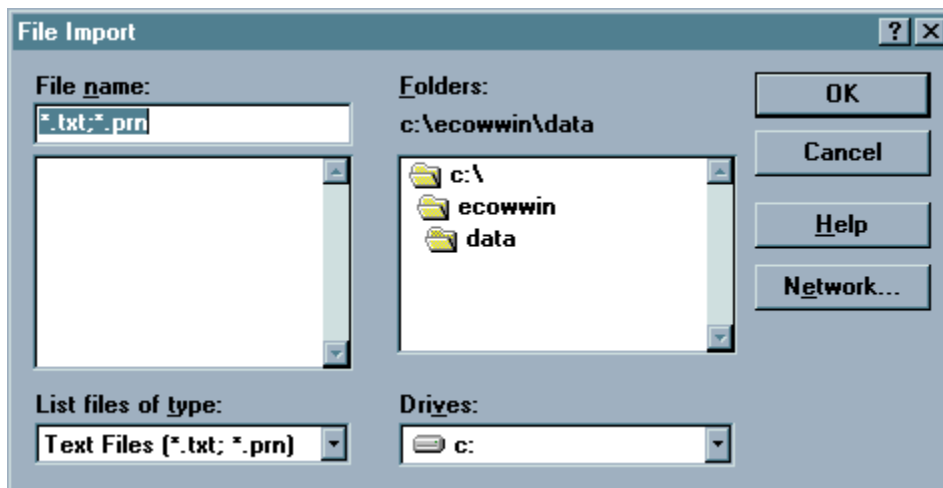 File Import
File name:
*.txt;*.prn
Folders:
c:\ecowwin\data
c:\
ecowwin
data
OK
Cancel
Help
Network...
List files of type:
Text Files (*.txt; *.prn)
Drives:
c: